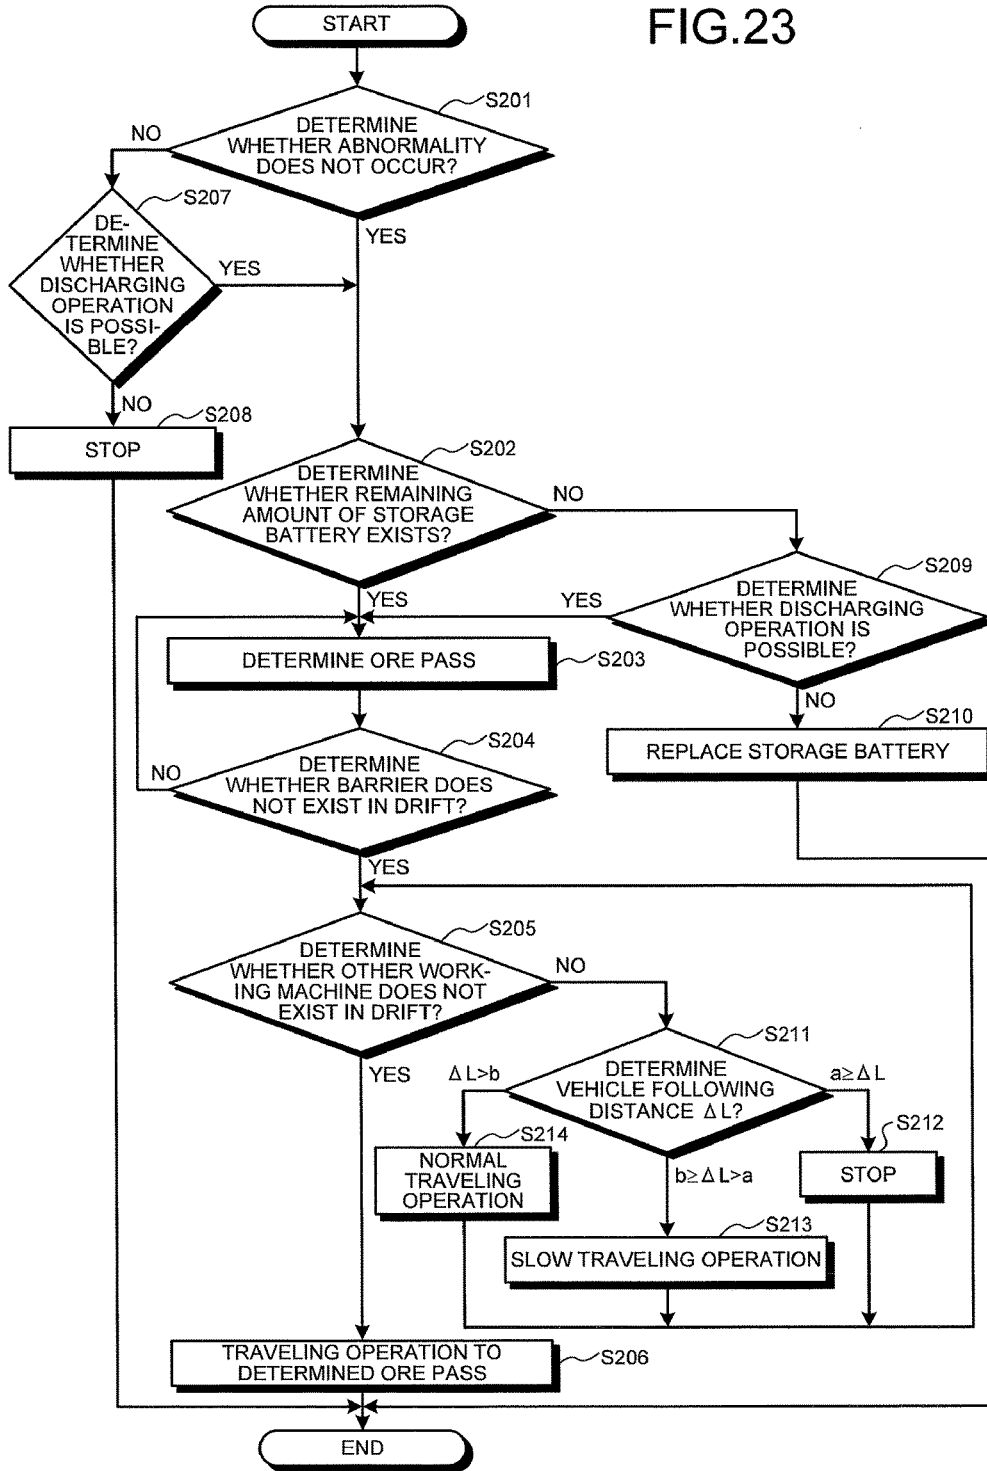 FIG.23
START
S201
DETERMINE
WHETHER ABNORMALITY
DOES NOT OCCUR?
NO
YES
S207
DE-
TERMINE
WHETHER
DISCHARGING
OPERATION
IS POSSI-
BLE?
YES
NO
S208
STOP
S202
DETERMINE
WHETHER REMAINING
AMOUNT OF STORAGE
BATTERY EXISTS?
NO
YES
S209
DETERMINE
WHETHER DISCHARGING
OPERATION IS
POSSIBLE?
YES
NO
DETERMINE ORE PASS
S203
S210
REPLACE STORAGE BATTERY
S204
DETERMINE
WHETHER BARRIER DOES
NOT EXIST IN DRIFT?
NO
YES
S205
DETERMINE
WHETHER OTHER WORK-
ING MACHINE DOES NOT
EXIST IN DRIFT?
NO
YES
S211
DETERMINE
VEHICLE FOLLOWING
DISTANCE ΔL?
ΔL>b
a≥ΔL
b≥ΔL>a
S214
NORMAL
TRAVELING
OPERATION
S212
STOP
S213
SLOW TRAVELING OPERATION
TRAVELING OPERATION TO
DETERMINED ORE PASS
S206
END